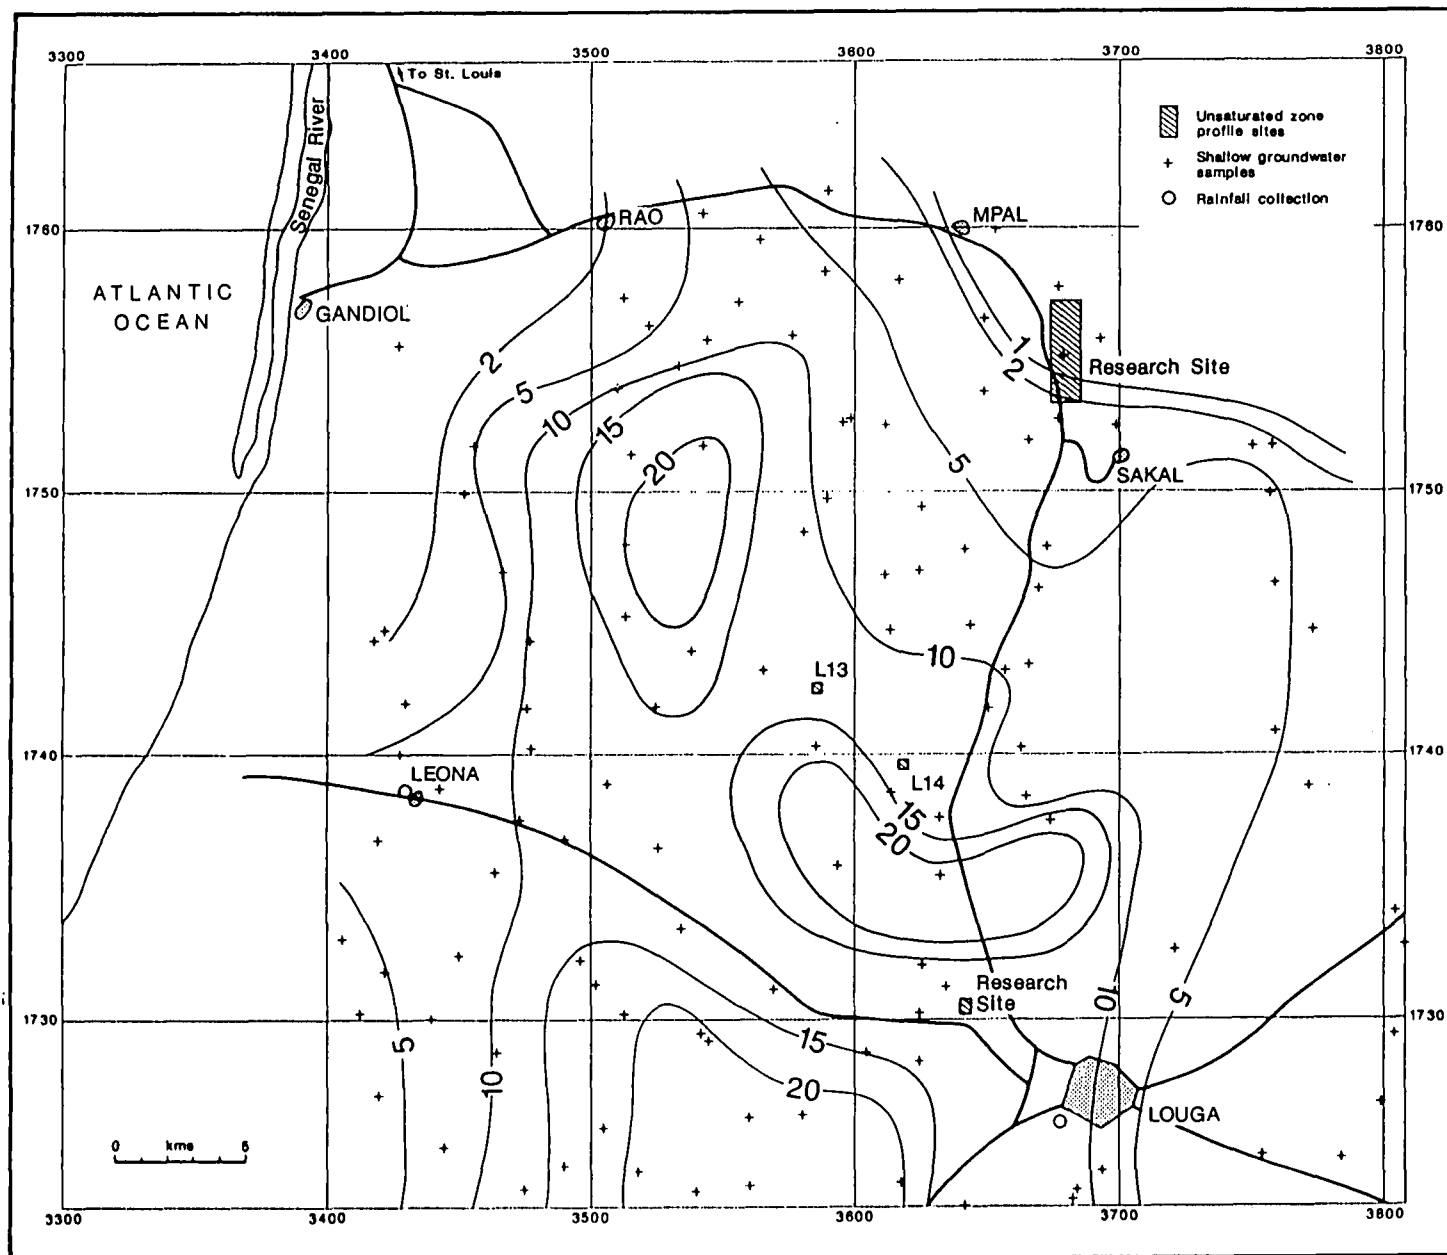 3300 3400 3500 3600 3700 3800
To St. Louis
Unsaturated zone
profile sites
Shallow groundwater
samples
Rainfall collection
Senegal River
1760 RAO MPAL 1760
ATLANTIC
OCEAN
GANDIOL
2
1
2
Research Site
5
10
15
20
5
SAKAL
1750 1750
10
L13
1740 1740
LEONA
L14
15
20
Research
Site
10
5
1730 1730
5
10
15
20
LOUGA
0 kms 5
3300 3400 3500 3600 3700 3800